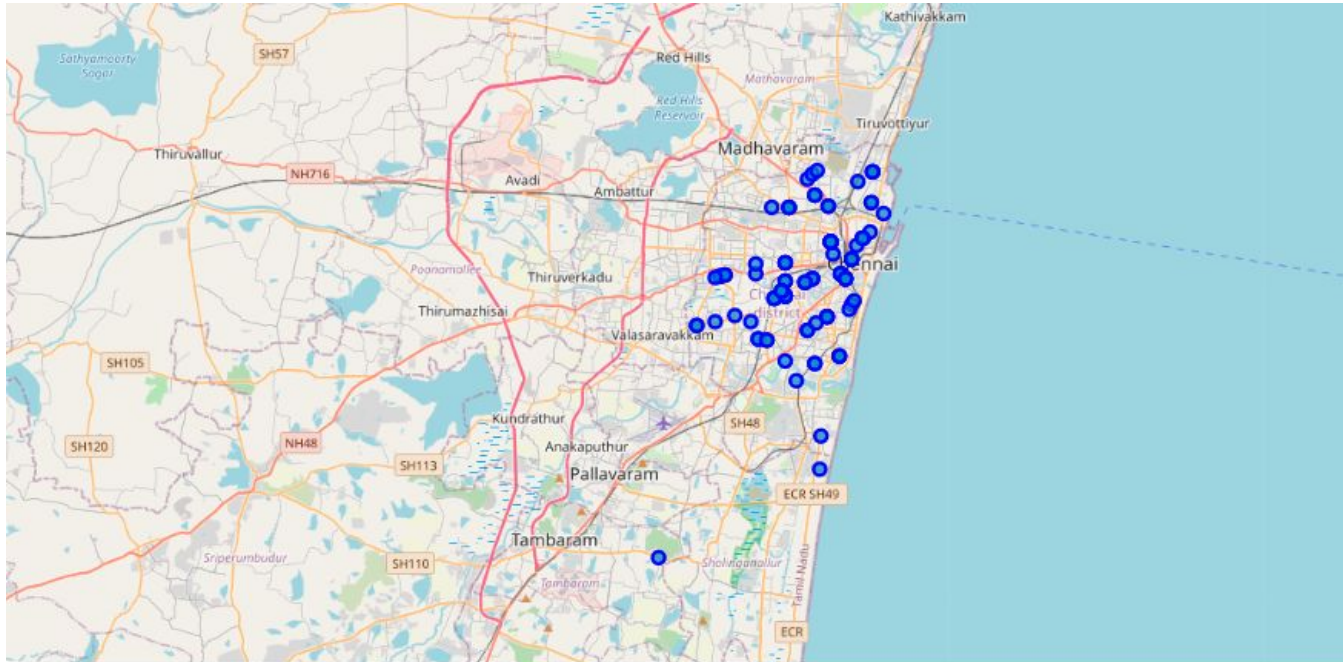 Kathivakkam
SH57
Sathyamoorty
Sagar
Red Hills
Mathavaram
Red Hills
Reservoir
Tiruvottiyur
Madhavaram
Thiruvallur
NH716
Avadi
Ambattur
Poonamallee
Thiruverkadu
Chennai
Thirumazhisai
district
Valasaravakkam
SH105
Kundrathur
SH48
SH120
NH48
Anakaputhur
SH113
Pallavaram
ECR SH49
Tambaram
Sriperumbudur
SH110
Sholinganallur
Tambaram
Tamil Nadu
ECR